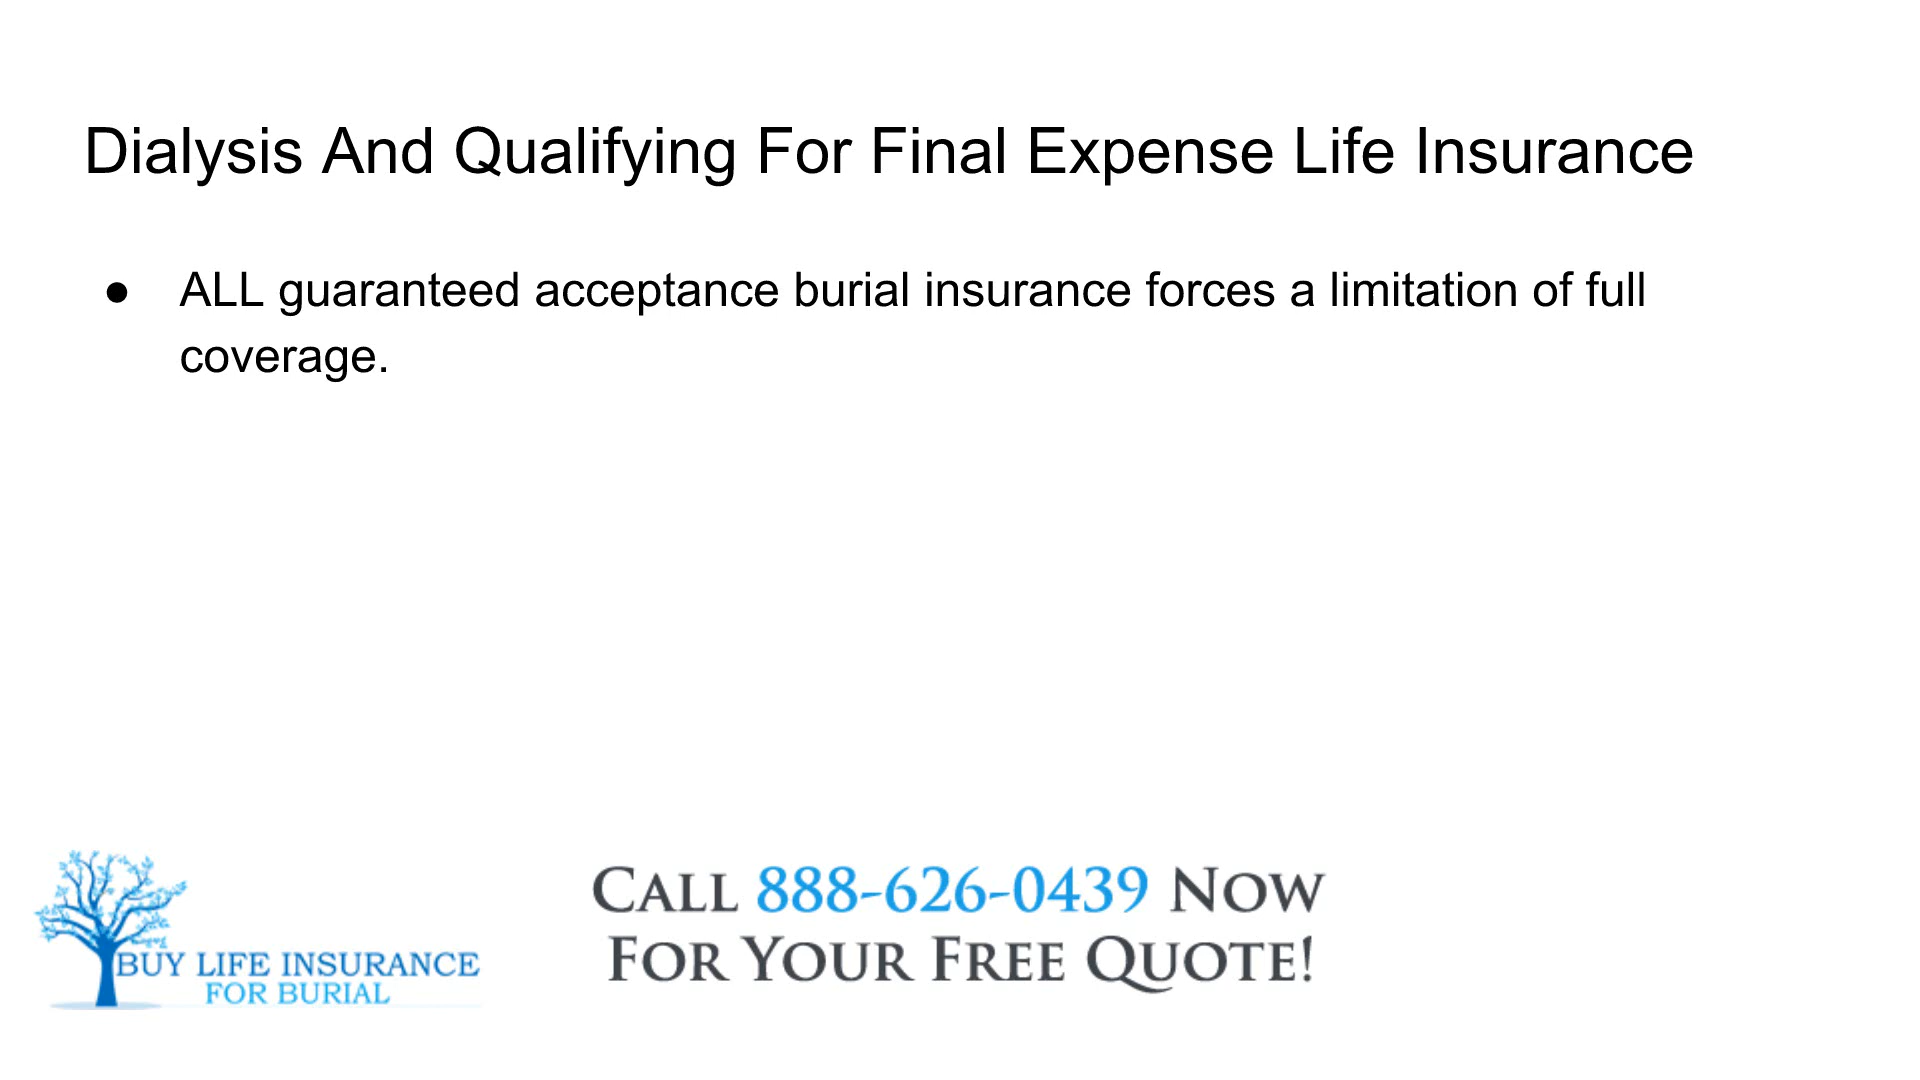 Dialysis And Qualifying For Final Expense Life Insurance
● ALL guaranteed acceptance burial insurance forces a limitation of full
coverage.
BUY LIFE INSURANCE
FOR BURIAL
CALL 888-626-0439 NOW
FOR YOUR FREE QUOTE!